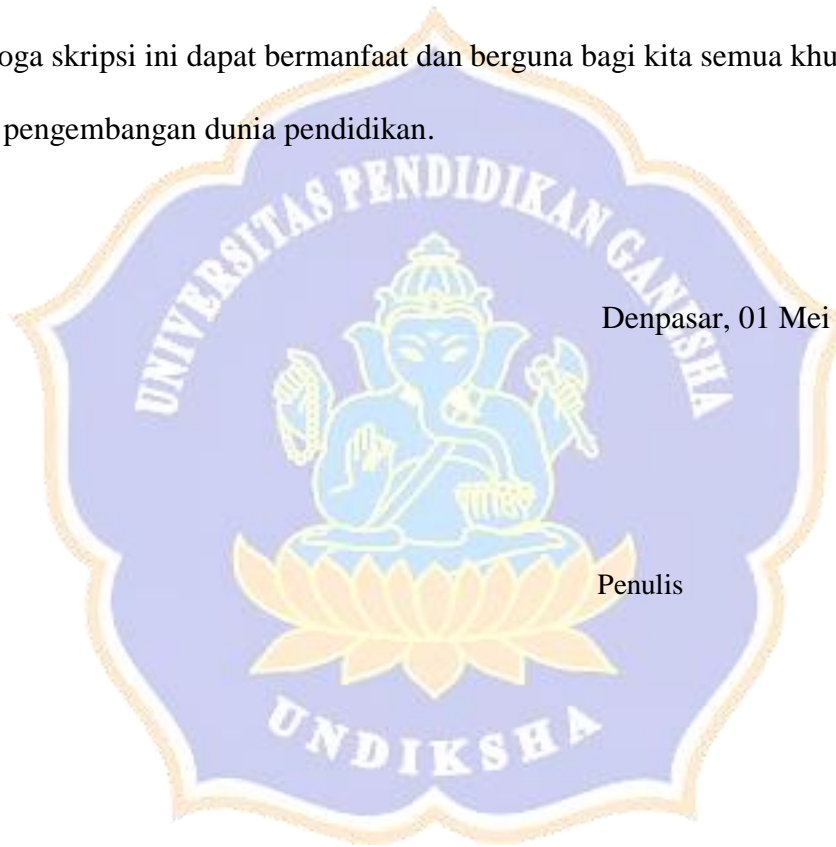 oga skripsi ini dapat bermanfaat dan berguna bagi kita semua khu
pengembangan dunia pendidikan.
UNIVERSITAS PENDIDIKAN GANESHA
Denpasar, 01 Mei
Penulis
UNDIKSHA